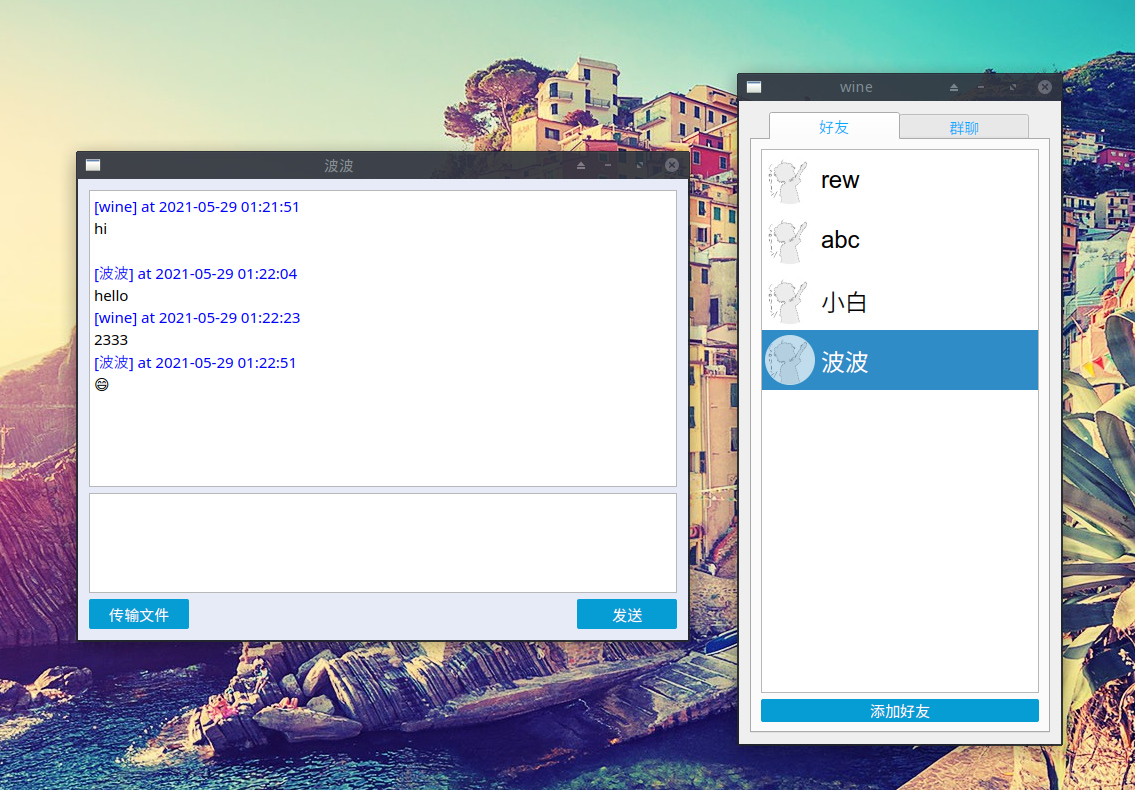 波波
[wine] at 2021-05-29 01:21:51
hi
[波波] at 2021-05-29 01:22:04
hello
[wine] at 2021-05-29 01:22:23
2333
[波波] at 2021-05-29 01:22:51
😄
传输文件
发送
wine
好友
群聊
rew
abc
小白
波波
添加好友